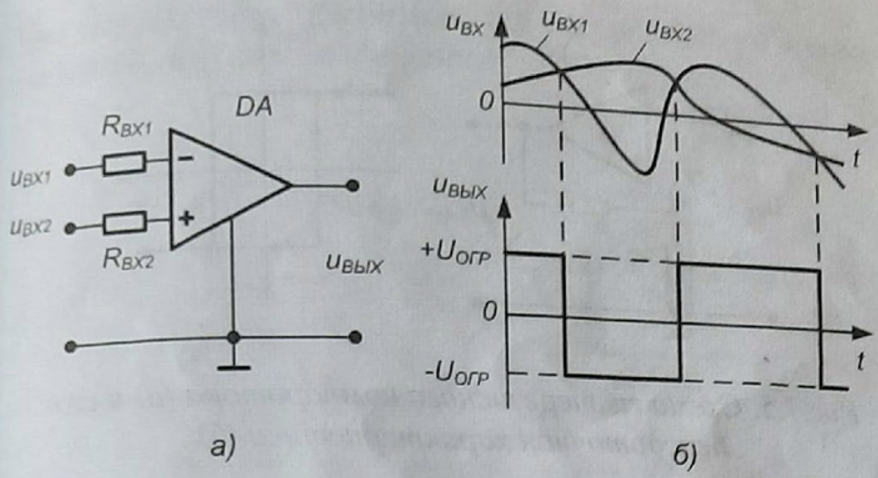 DA
RВХ1
uВХ1
−
uВХ2
+
RВХ2
uВЫХ
а)
uВХ
uВХ1
uВХ2
0
t
uВЫХ
+UОГР
0
-UОГР
t
б)